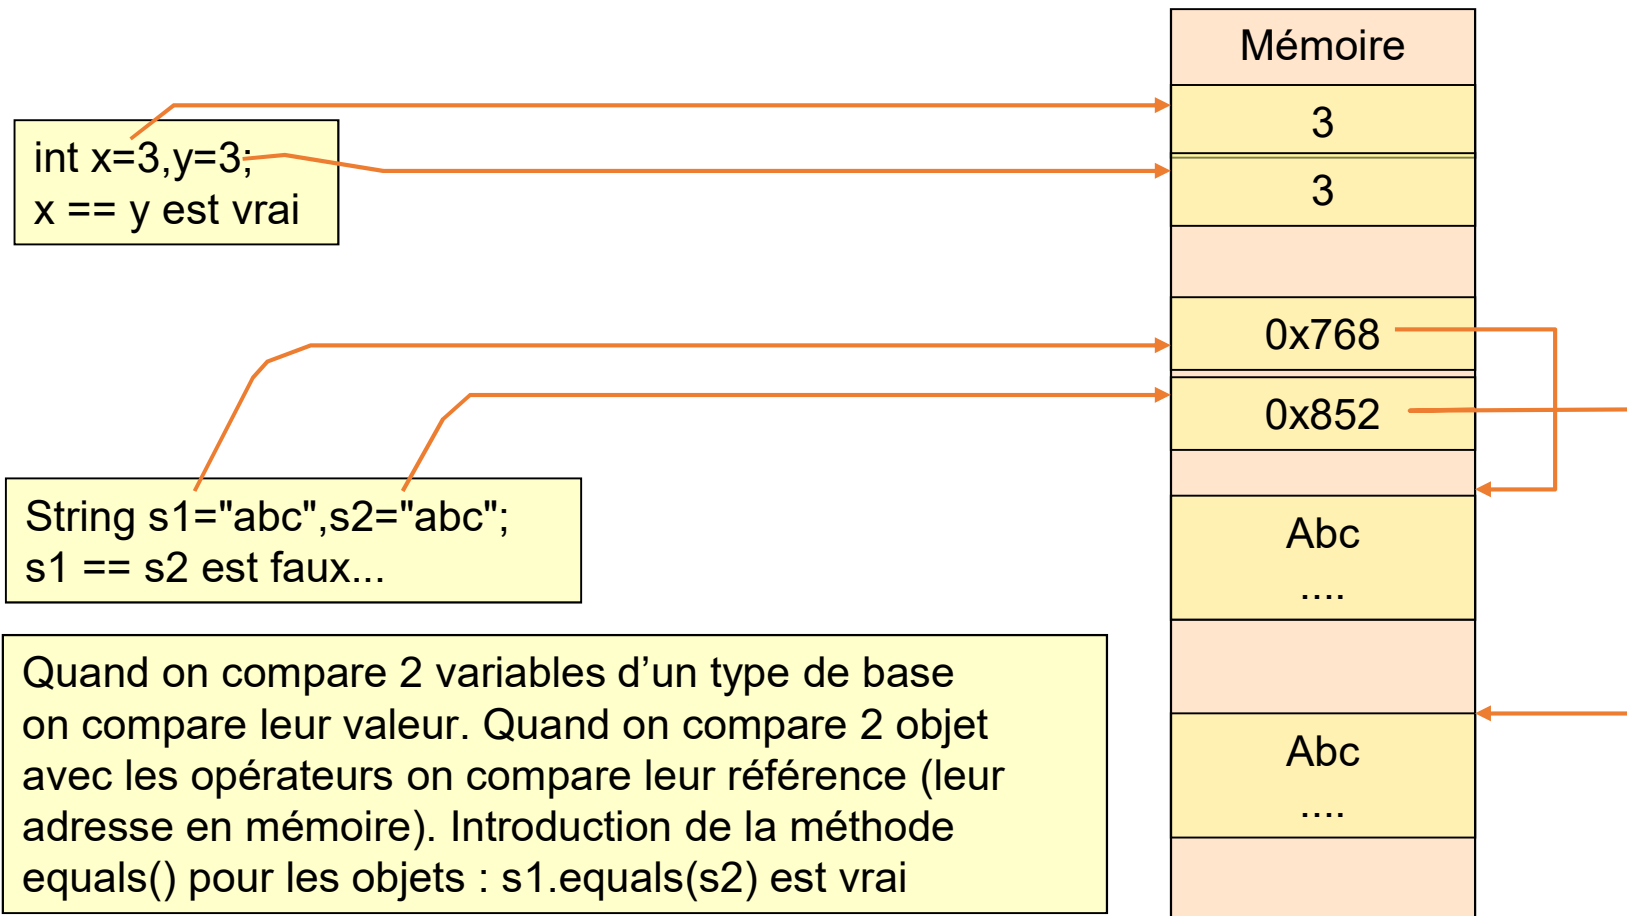 Mémoire
3
int x=3,y=3;
x == y est vrai
3
0x768
0x852
String s1="abc",s2="abc";
s1 == s2 est faux...
Abc
....
Quand on compare 2 variables d’un type de base
on compare leur valeur. Quand on compare 2 objet
avec les opérateurs on compare leur référence (leur
adresse en mémoire). Introduction de la méthode
equals() pour les objets : s1.equals(s2) est vrai
Abc
....